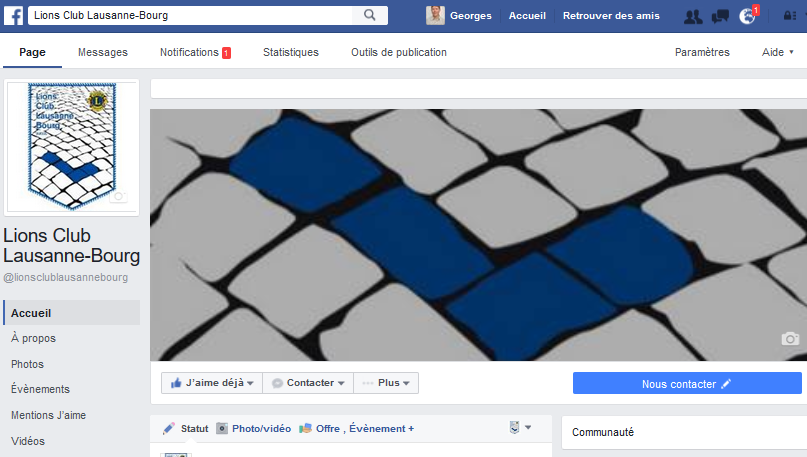 Lions Club Lausanne-Bourg
Georges
Accueil
Retrouver des amis
1
Page
Messages
Notifications 1
Statistiques
Outils de publication
Paramètres
Aide
Lions
Club
Lausanne
Bourg
Lions Club
Lausanne-Bourg
@lionsclublausannebourg
Accueil
À propos
Photos
Évènements
Mentions J'aime
Vidéos
J'aime déjà
Contacter
Plus
Nous contacter
Statut
Photo/vidéo
Offre , Évènement +
Communauté